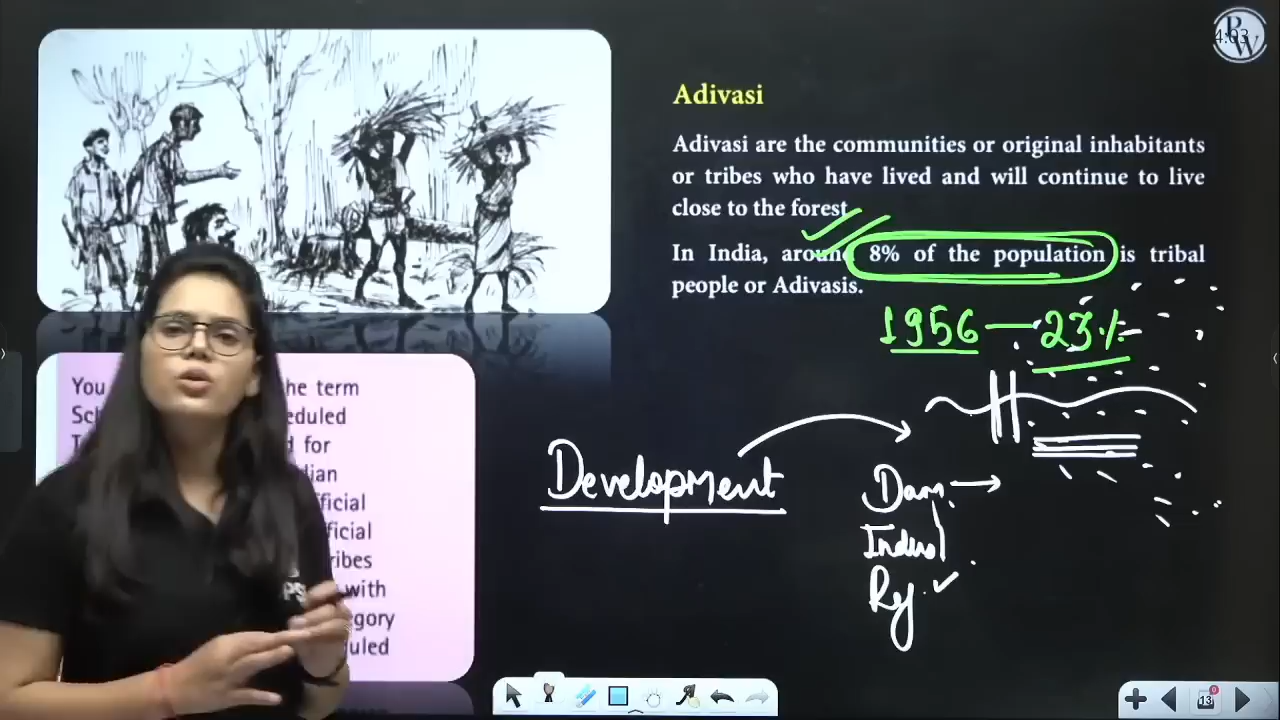 Adivasi
Adivasi are the communities or original inhabitants
or tribes who have lived and will continue to live
close to the forest.
In India, around 8% of the population is tribal
people or Adivasis.
1956 — 23%
Development
Dam
Ry
You he term
eduled
d for
dian
fficial
fficial
ribes
with
egory
duled
PS